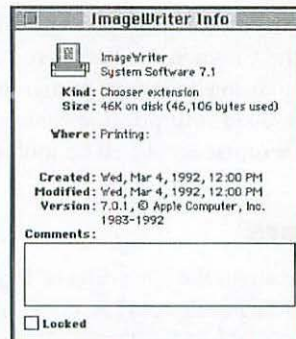 ImageWriter Info
ImageWriter
System Software 7.1
Kind: Chooser extension
Size: 46K on disk (46,106 bytes used)
Where: Printing:
Created: Wed, Mar 4, 1992, 12:00 PM
Modified: Wed, Mar 4, 1992, 12:00 PM
Version: 7.0.1, © Apple Computer, Inc.
1983-1992
Comments:
Locked